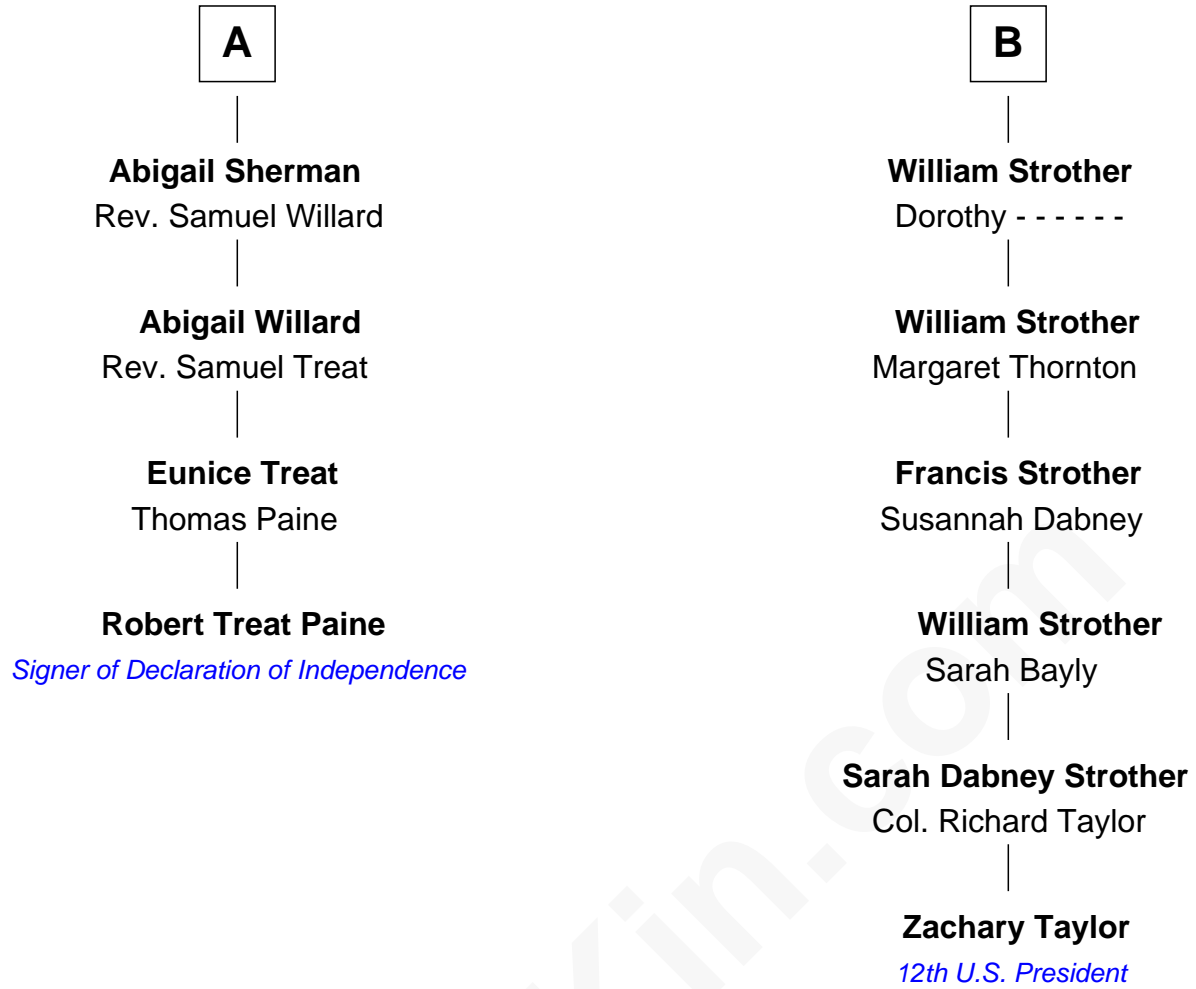 A
Abigail Sherman
Rev. Samuel Willard
Abigail Willard
Rev. Samuel Treat
Eunice Treat
Thomas Paine
Robert Treat Paine
Signer of Declaration of Independence
B
William Strother
Dorothy - - - - - -
William Strother
Margaret Thornton
Francis Strother
Susannah Dabney
William Strother
Sarah Bayly
Sarah Dabney Strother
Col. Richard Taylor
Zachary Taylor
12th U.S. President
Kin.com